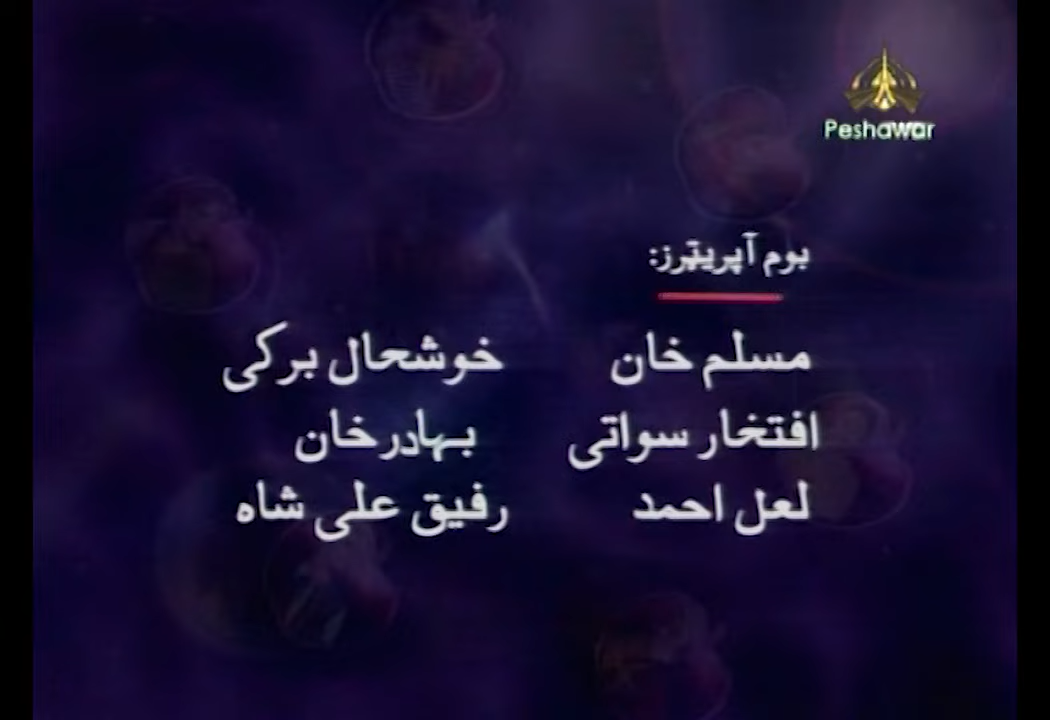 Peshawar
بوم آپریٹرز:
مسلم خان خوشحال برکی
افتخار سواتی بہادر خان
لعل احمد رفیق علی شاہ